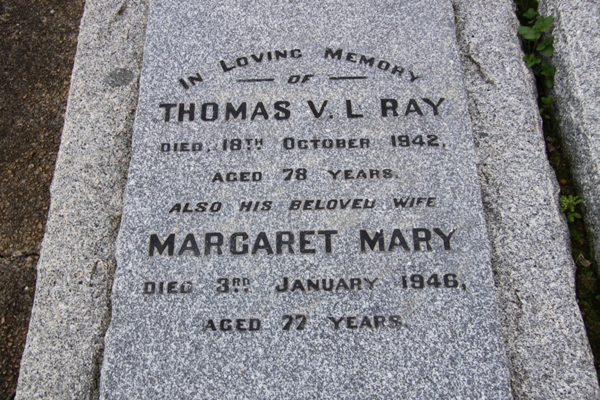 IN LOVING MEMORY
OF
THOMAS V. L RAY
DIED, 18TH OCTOBER 1942,
AGED 78 YEARS.
ALSO HIS BELOVED WIFE
MARGARET MARY
DIED 3RD JANUARY 1946,
AGED 77 YEARS.